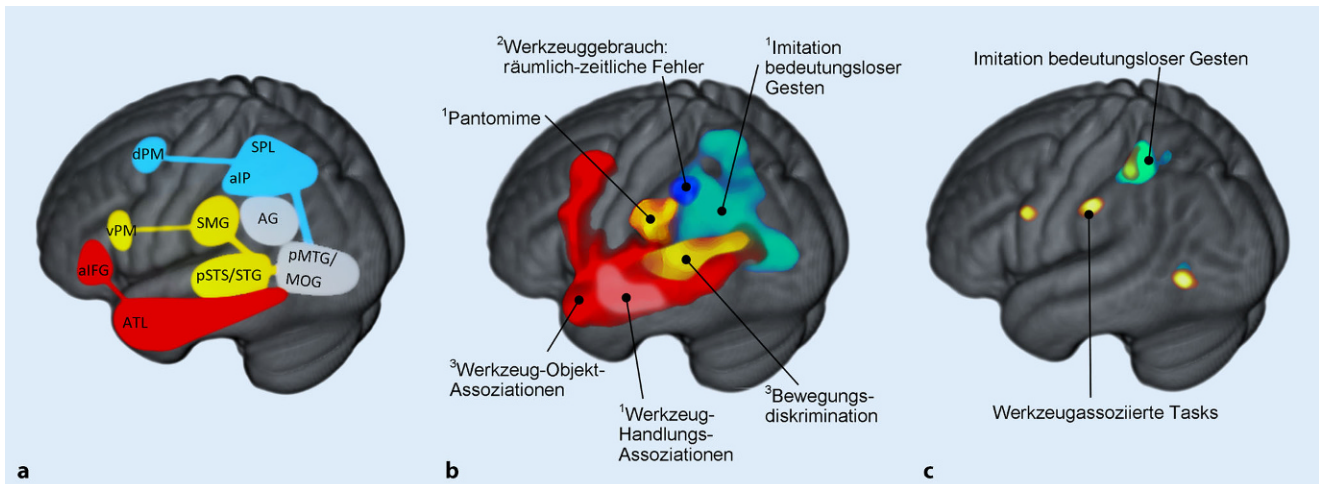 dPM
SPL
aIP
SMG
AG
vPM
aIFG
pSTS/STG
pMTG/
MOG
ATL
a
²Werkzeuggebrauch:
räumlich-zeitliche Fehler
¹Imitation
bedeutungsloser
Gesten
¹Pantomime
³Werkzeug-Objekt-
Assoziationen
¹Werkzeug-
Handlungs-
Assoziationen
³Bewegungs-
diskrimination
b
Imitation bedeutungsloser Gesten
Werkzeugassoziierte Tasks
c